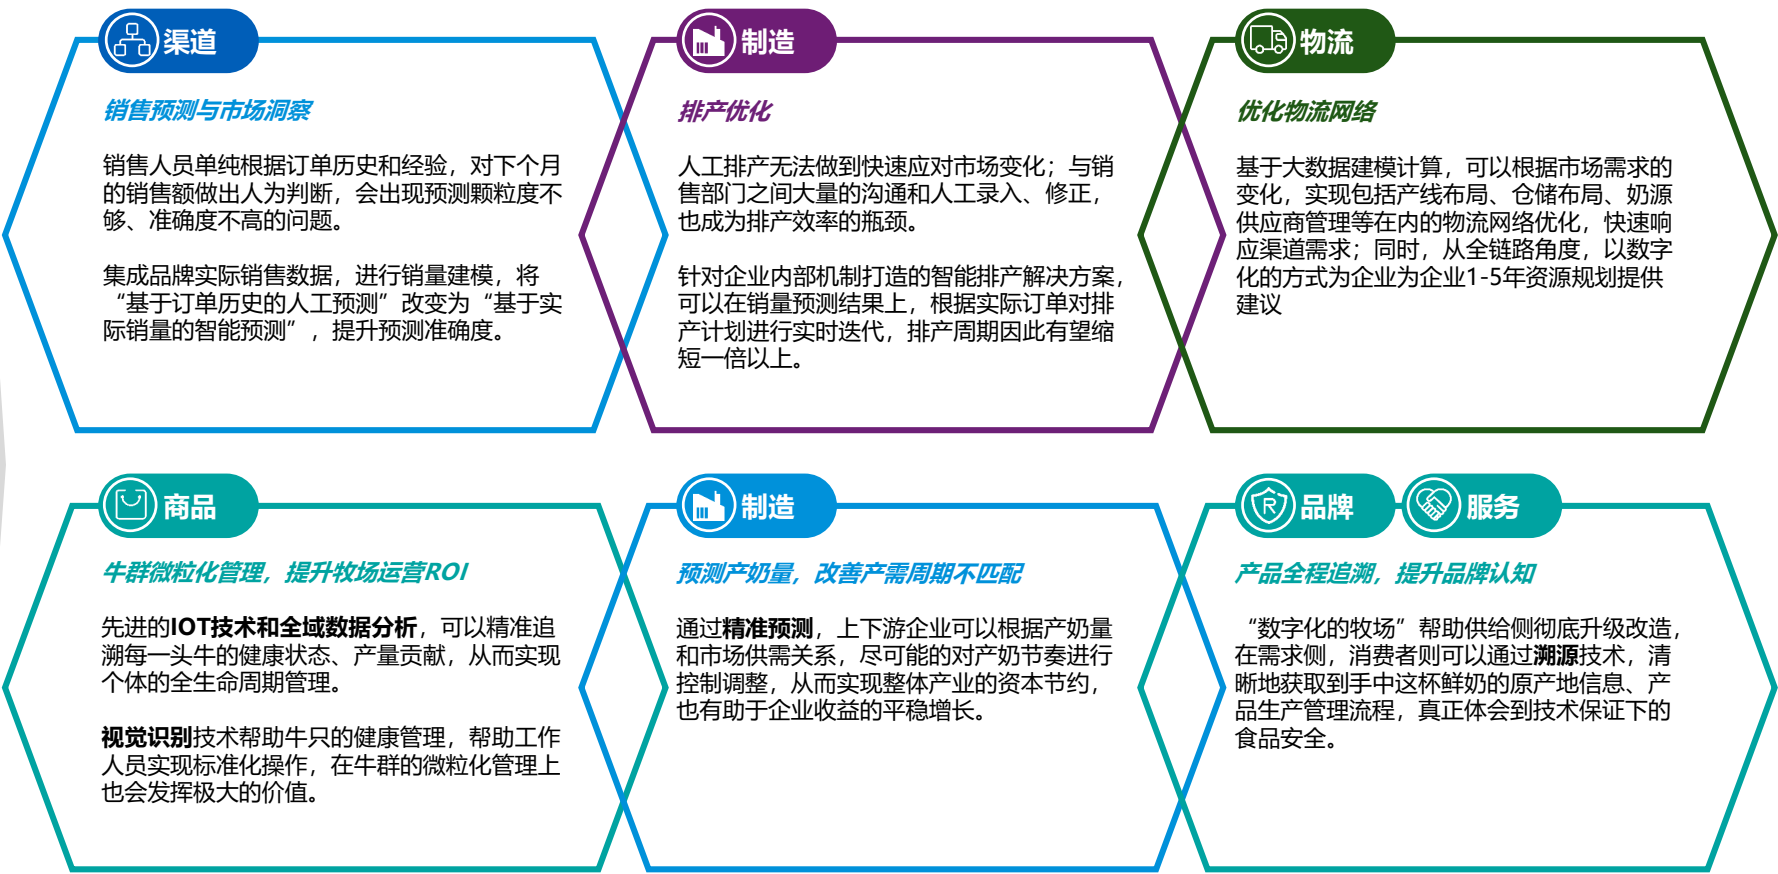 渠道
销售预测与市场洞察
销售人员单纯根据订单历史和经验，对下个月
的销售额做出人为判断，会出现预测颗粒度不
够、准确度不高的问题。
集成品牌实际销售数据，进行销量建模，将
“基于订单历史的人工预测”改变为“基于实
际销量的智能预测”，提升预测准确度。
制造
排产优化
人工排产无法做到快速应对市场变化；与销
售部门之间大量的沟通和人工录入、修正，
也成为排产效率的瓶颈。
针对企业内部机制打造的智能排产解决方案，
可以在销量预测结果上，根据实际订单对排
产计划进行实时迭代，排产周期因此有望缩
短一倍以上。
物流
优化物流网络
基于大数据建模计算，可以根据市场需求的
变化，实现包括产线布局、仓储布局、奶源
供应商管理等在内的物流网络优化，快速响
应渠道需求；同时，从全链路角度，以数字
化的方式为企业为企业1-5年资源规划提供
建议
商品
牛群微粒化管理，提升牧场运营ROI
先进的IOT技术和全域数据分析，可以精准追
溯每一头牛的健康状态、产量贡献，从而实现
个体的全生命周期管理。
视觉识别技术帮助牛只的健康管理，帮助工作
人员实现标准化操作，在牛群的微粒化管理上
也会发挥极大的价值。
制造
预测产奶量，改善产需周期不匹配
通过精准预测，上下游企业可以根据产奶量
和市场供需关系，尽可能的对产奶节奏进行
控制调整，从而实现整体产业的资本节约，
也有助于企业收益的平稳增长。
R
品牌
服务
产品全程追溯，提升品牌认知
“数字化的牧场”帮助供给侧彻底升级改造，
在需求侧，消费者则可以通过溯源技术，清
晰地获取到手中这杯鲜奶的原产地信息、产
品生产管理流程，真正体会到技术保证下的
食品安全。